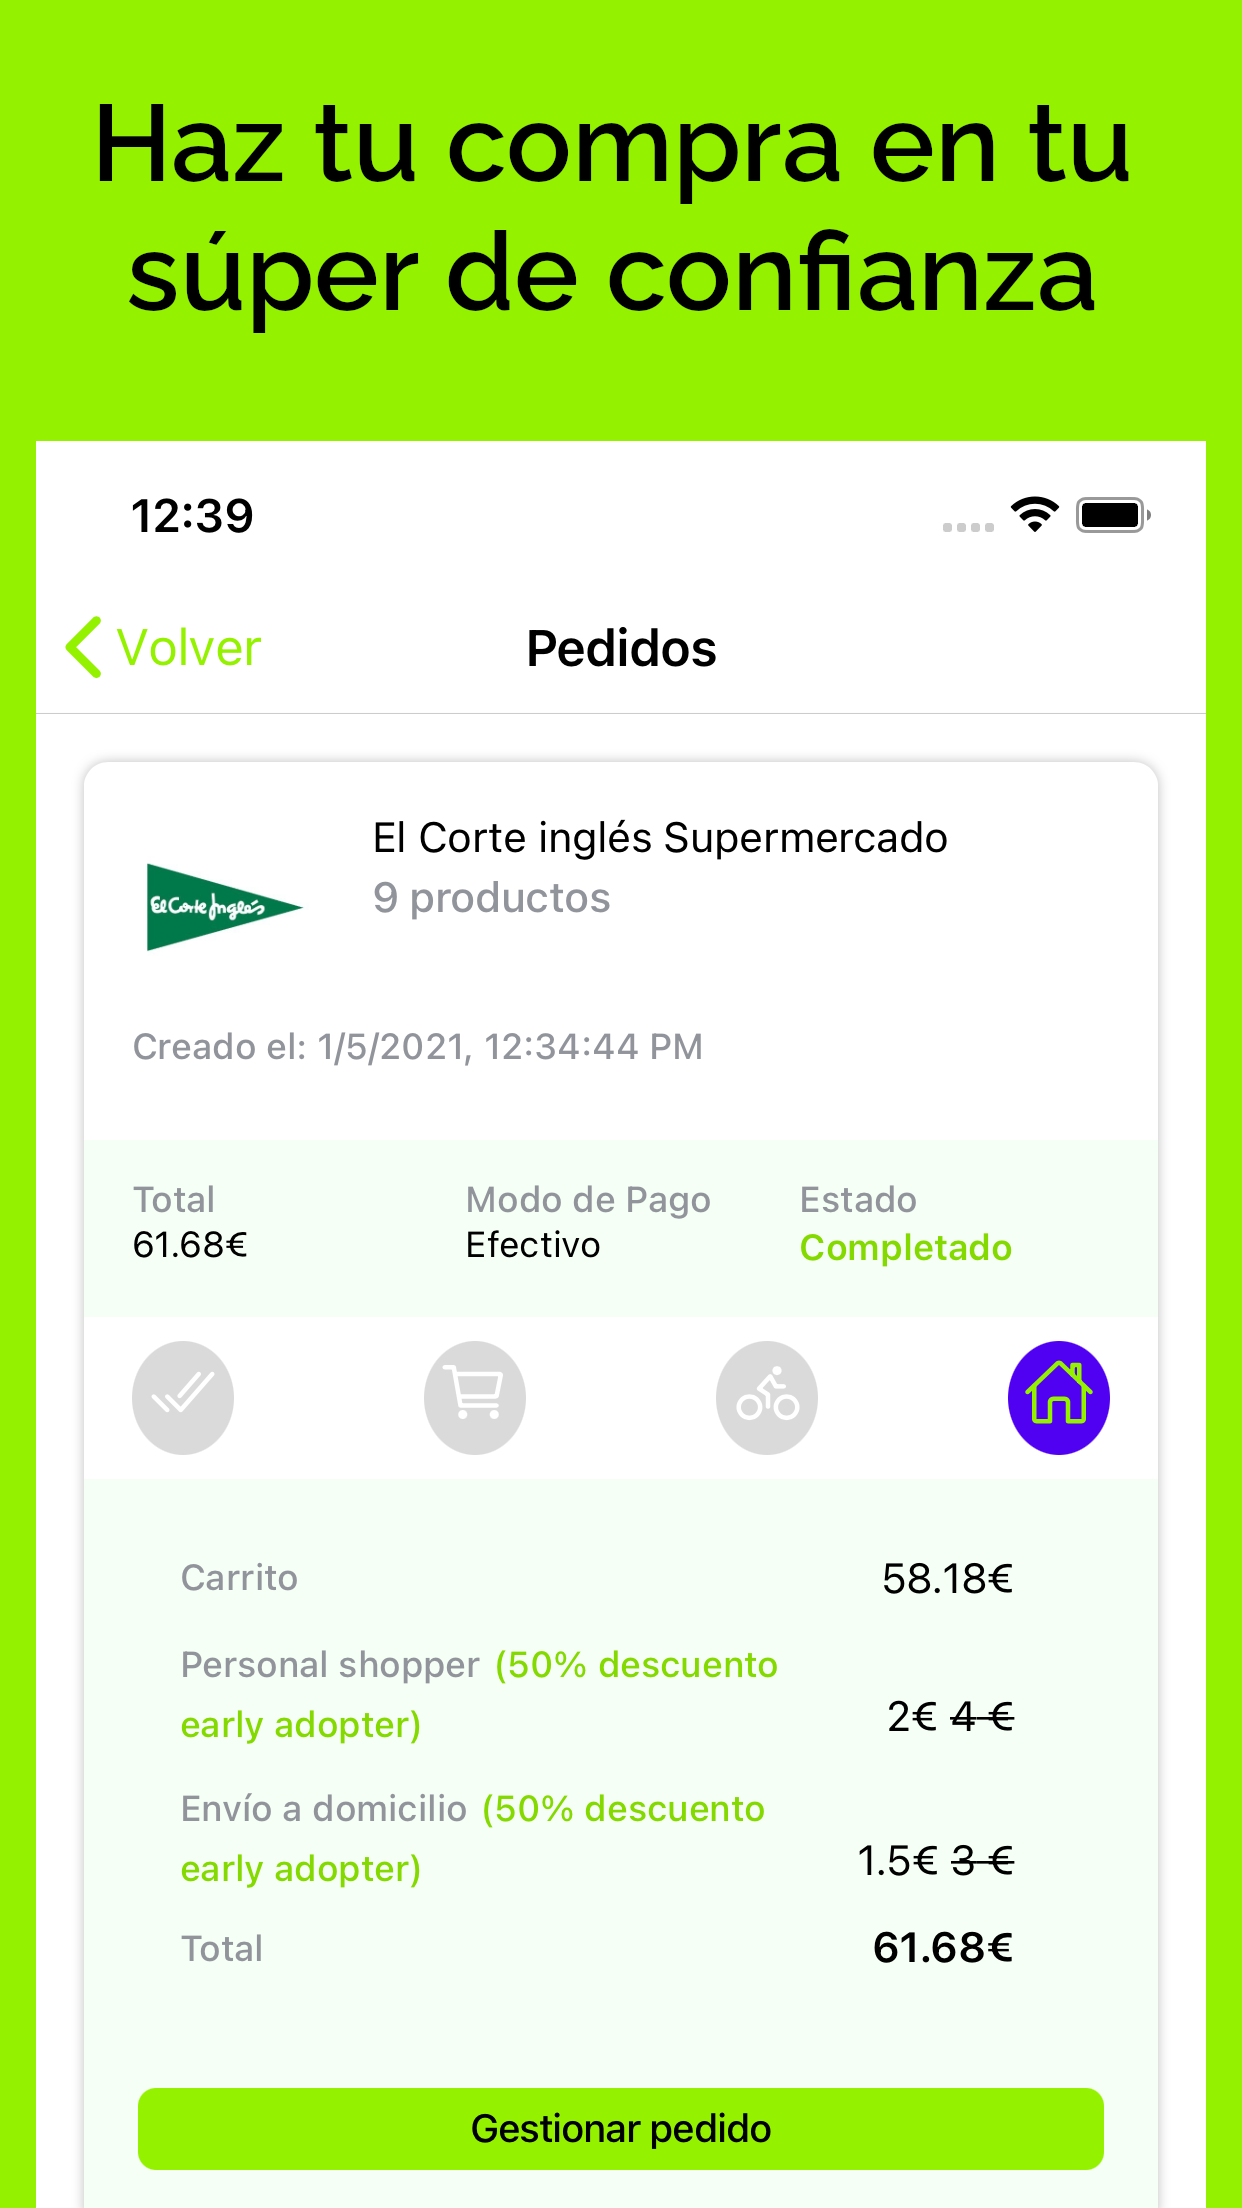 Haz tu compra en tu
súper de confianza
12:39
Volver
Pedidos
El Corte inglés Supermercado
El Corte Inglés
9 productos
Creado el: 1/5/2021, 12:34:44 PM
Total
Modo de Pago
Estado
61.68€
Efectivo
Completado
Carrito
58.18€
Personal shopper (50% descuento
early adopter)
2€ 4 €
Envío a domicilio (50% descuento
early adopter)
1.5€ 3 €
Total
61.68€
Gestionar pedido